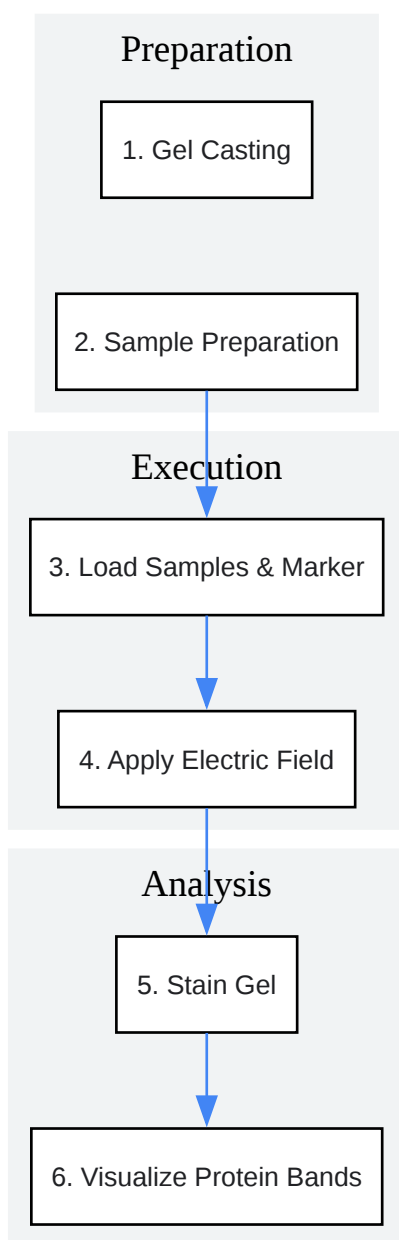 Preparation
1. Gel Casting
2. Sample Preparation
Execution
3. Load Samples & Marker
4. Apply Electric Field
Analysis
5. Stain Gel
6. Visualize Protein Bands